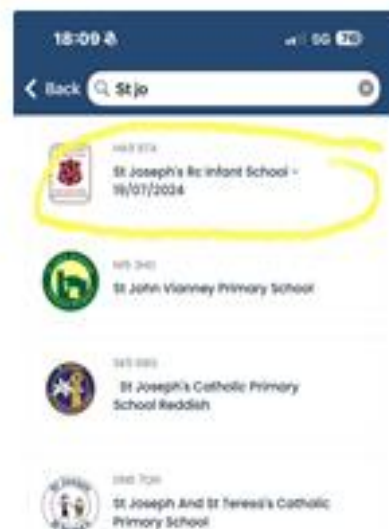 18:09
5G 76
Back
St jo
St Joseph's Rc Infant School -
19/07/2024
St John Vianney Primary School
St Joseph's Catholic Primary
School Reddish
St Joseph And St Teresa's Catholic
Primary School